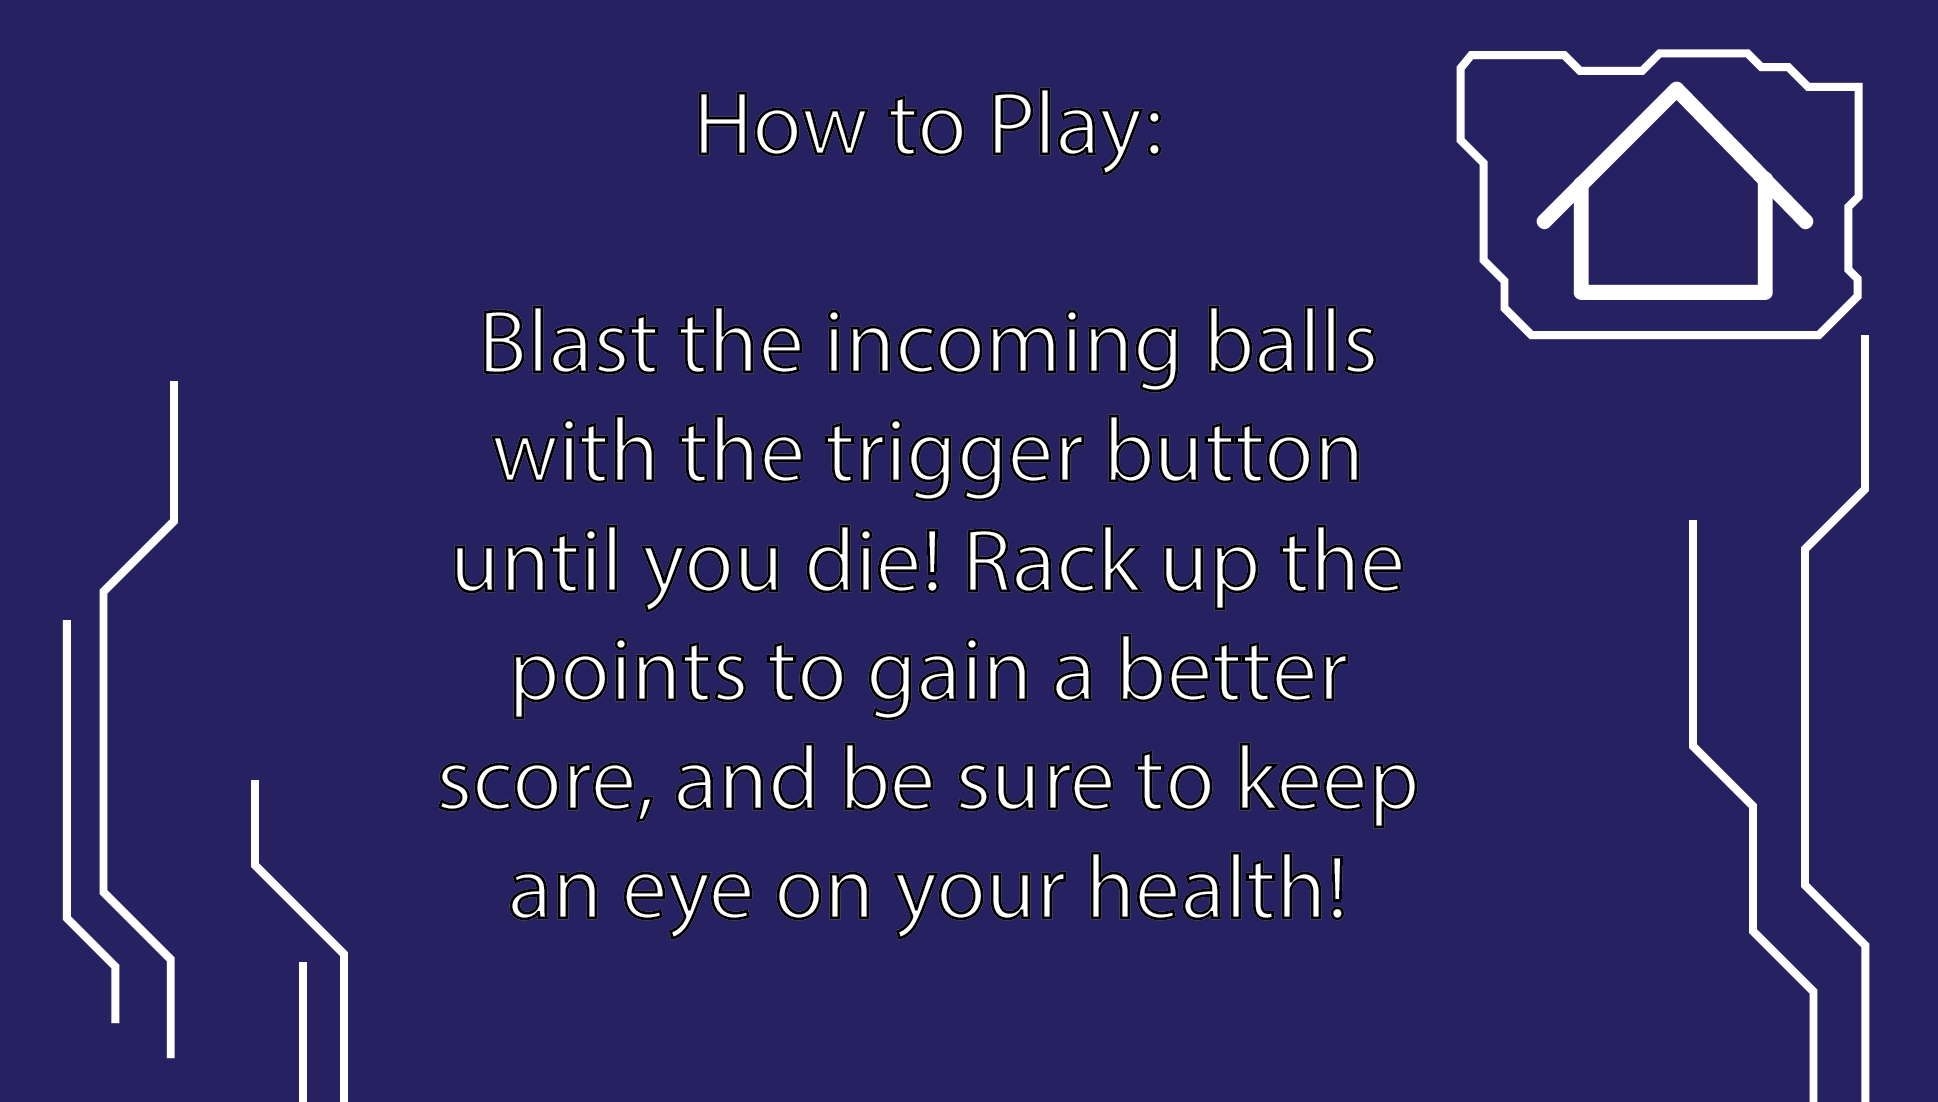 How to Play:
Blast the incoming balls
with the trigger button
until you die! Rack up the
points to gain a better
score, and be sure to keep
an eye on your health!